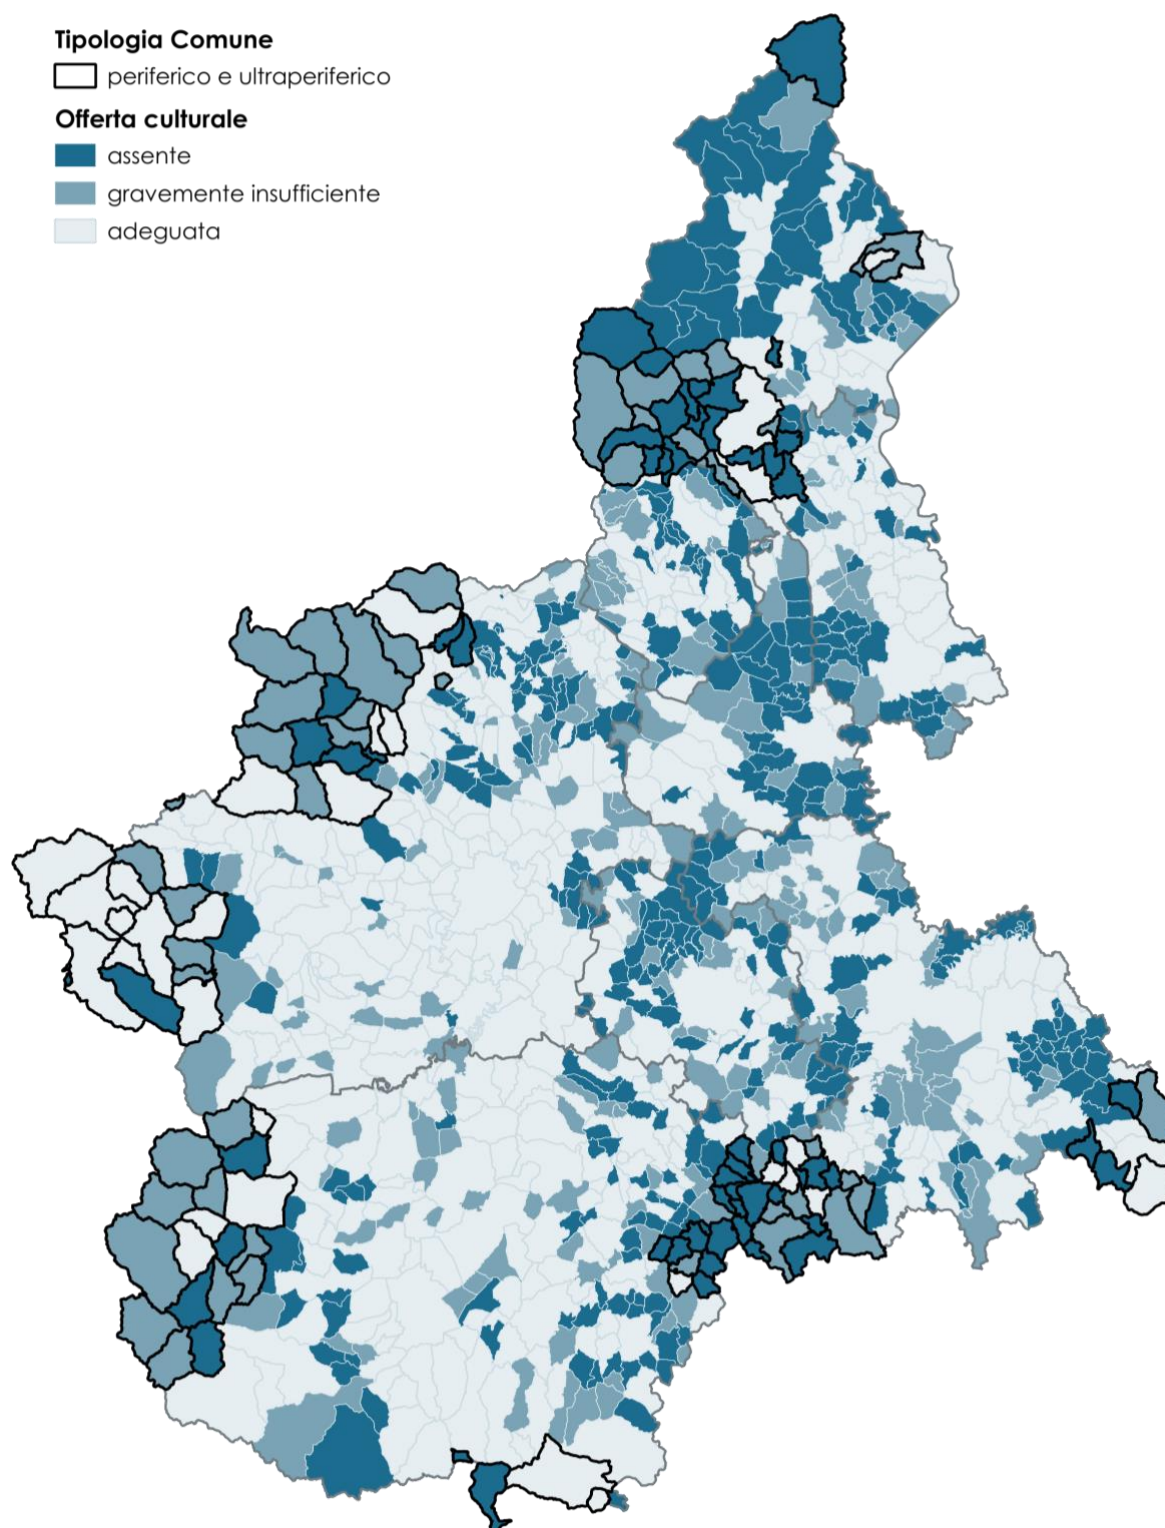 Tipologia Comune
periferico e ultraperiferico
Offerta culturale
assente
gravemente insufficiente
adeguata